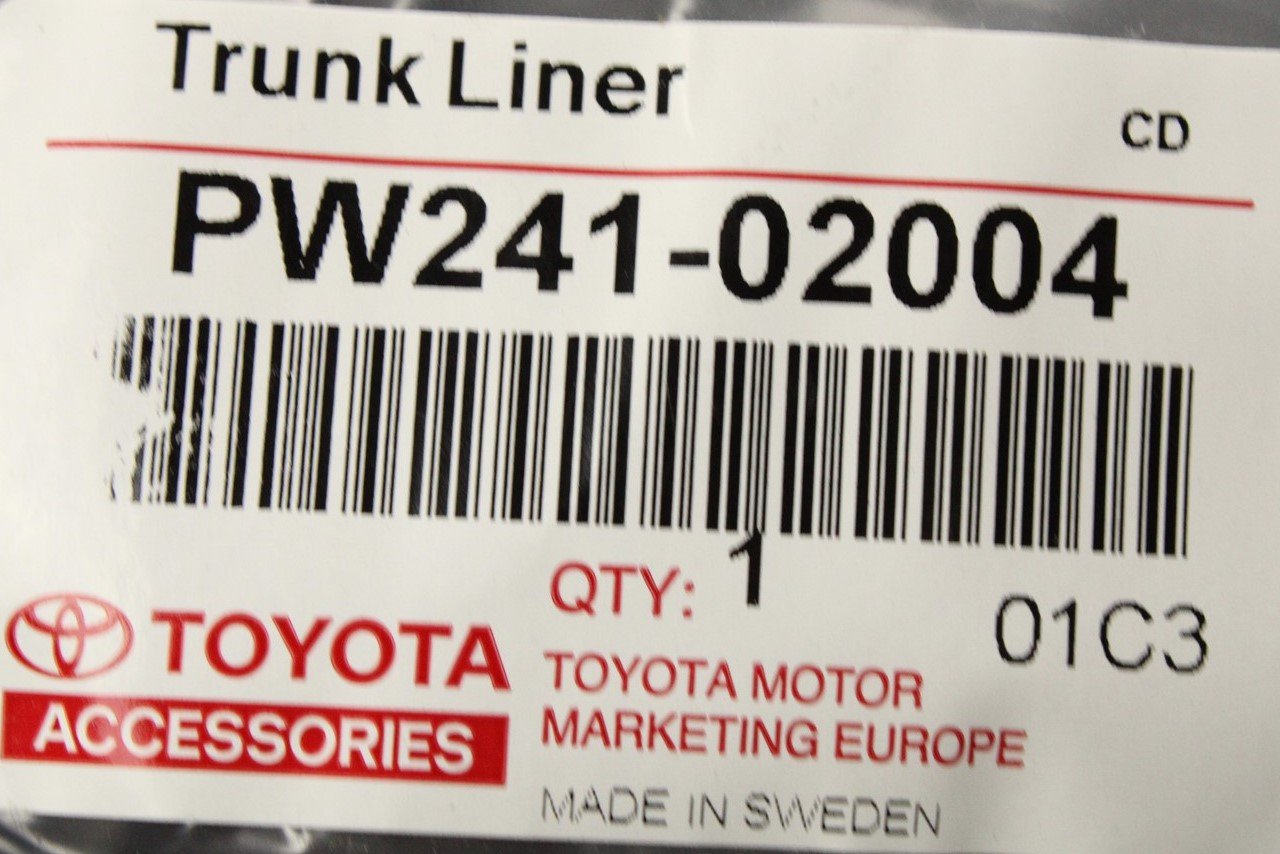 Trunk Liner
CD
PW241-02004
QTY: 1
01C3
TOYOTA
ACCESSORIES
TOYOTA MOTOR
MARKETING EUROPE
MADE IN SWEDEN